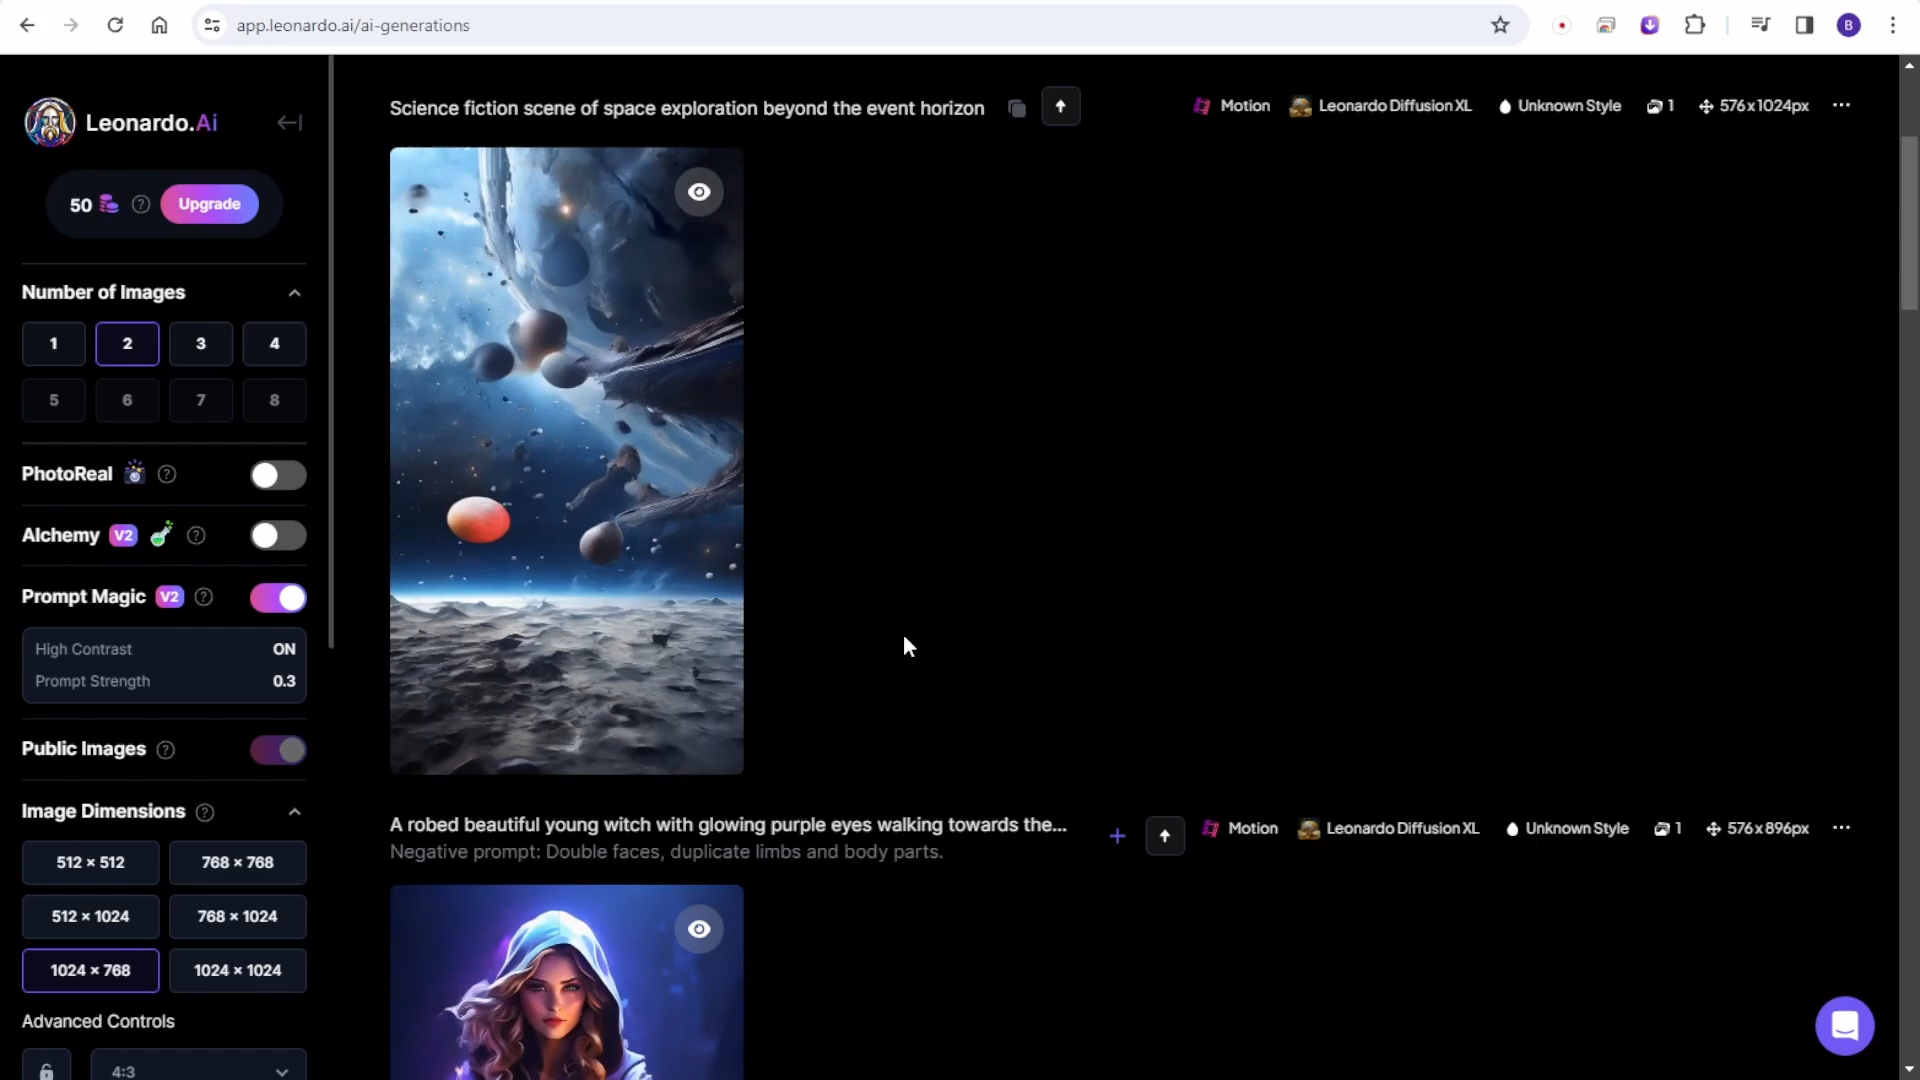 app.leonardo.ai/ai-generations
B
Leonardo.Ai
50
?
Upgrade
Number of Images
1
2
3
4
5
6
7
8
PhotoReal
?
Alchemy V2
?
Prompt Magic V2
?
High Contrast ON
Prompt Strength 0.3
Public Images
?
Image Dimensions
?
512 × 512
768 × 768
512 × 1024
768 × 1024
1024 × 768
1024 × 1024
Advanced Controls
4:3
Science fiction scene of space exploration beyond the event horizon
Motion
Leonardo Diffusion XL
Unknown Style
1
576x1024px
A robed beautiful young witch with glowing purple eyes walking towards the...
Negative prompt: Double faces, duplicate limbs and body parts.
Motion
Leonardo Diffusion XL
Unknown Style
1
576x896px